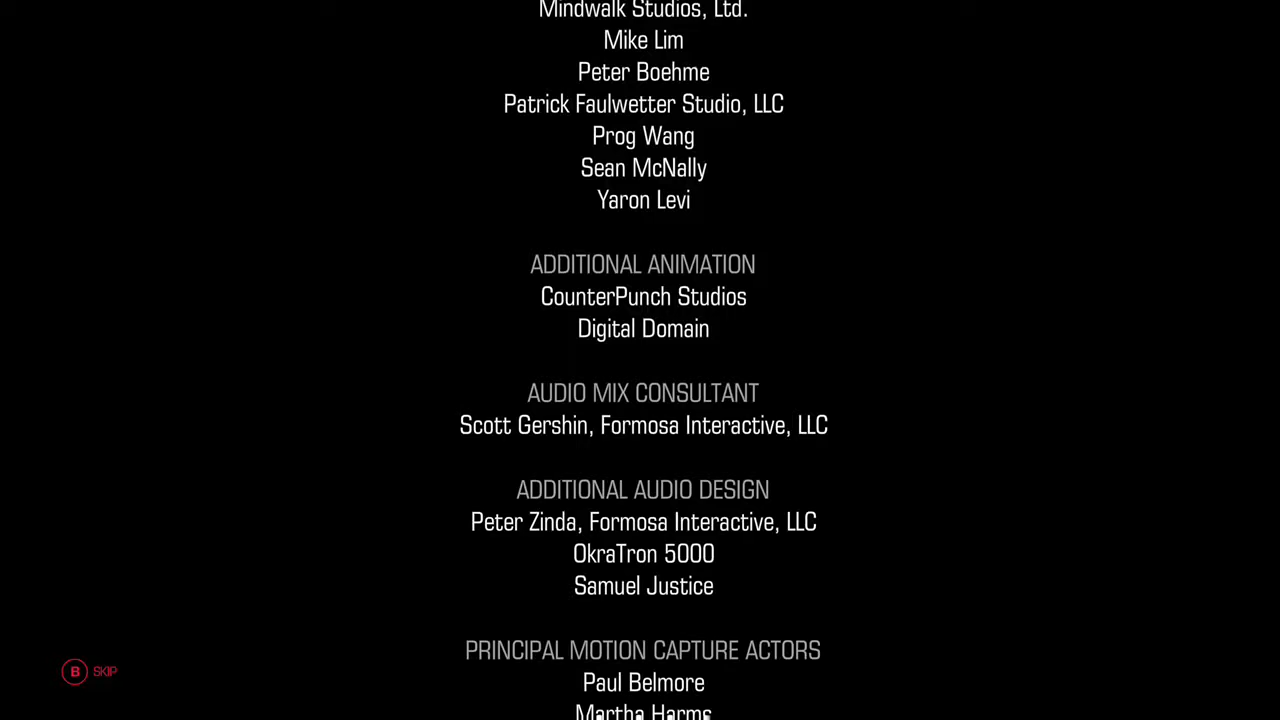 Mindwalk Studios, Ltd.
Mike Lim
Peter Boehme
Patrick Faulwetter Studio, LLC
Prog Wang
Sean McNally
Yaron Levi
ADDITIONAL ANIMATION
CounterPunch Studios
Digital Domain
AUDIO MIX CONSULTANT
Scott Gershin, Formosa Interactive, LLC
ADDITIONAL AUDIO DESIGN
Peter Zinda, Formosa Interactive, LLC
OkraTron 5000
Samuel Justice
PRINCIPAL MOTION CAPTURE ACTORS
Paul Belmore
Martha Harms
B SKIP